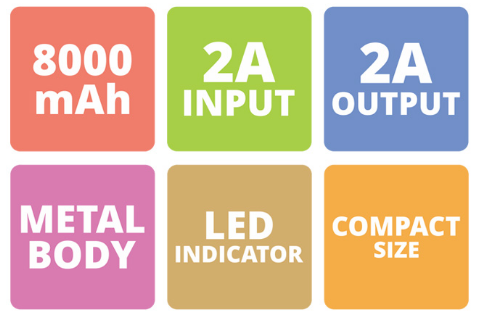 8000
mAh
2A
INPUT
2A
OUTPUT
METAL
BODY
LED
INDICATOR
COMPACT
SIZE